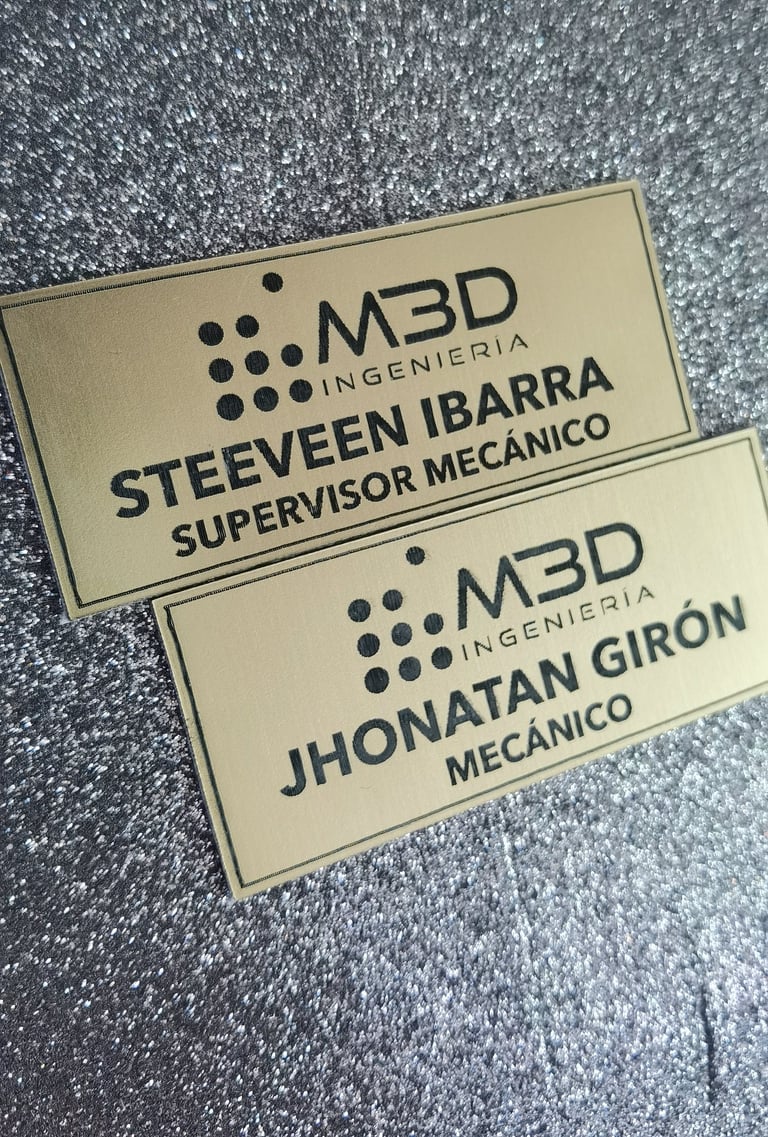 M3D
INGENIERÍA
STEEVEEN IBARRA
SUPERVISOR MECÁNICO
M3D
INGENIERÍA
JHONATAN GIRÓN
MECÁNICO